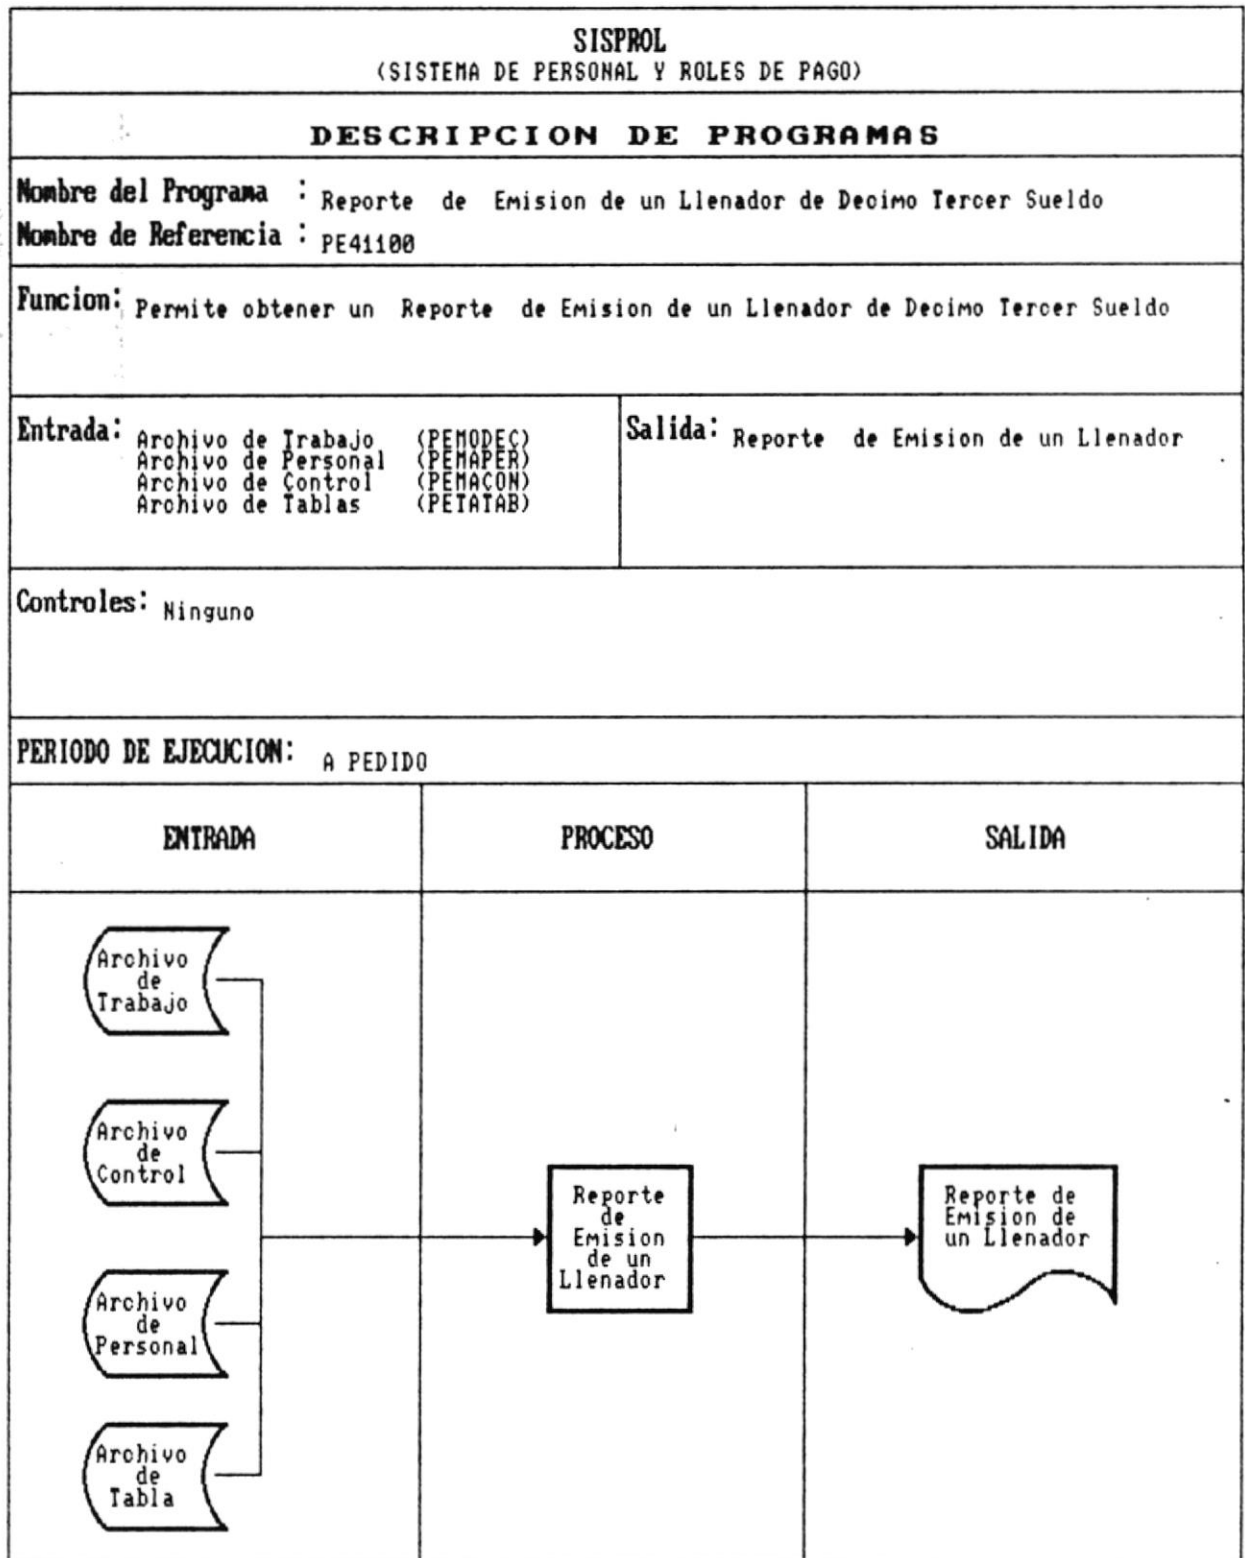 SISPROL
(SISTEMA DE PERSONAL Y ROLES DE PAGO)
DESCRIPCION DE PROGRAMAS
Nombre del Programa : Reporte de Emision de un Llenador de Decimo Tercer Sueldo
Nombre de Referencia : PE41100
Funcion: Permite obtener un Reporte de Emision de un Llenador de Decimo Tercer Sueldo
Entrada: Archivo de Trabajo (PEMODEC)
Archivo de Personal (PEMAPER)
Archivo de Control (PEMACON)
Archivo de Tablas (PETATAB)
Salida: Reporte de Emision de un Llenador
Controles: Ninguno
PERIODO DE EJECUCION: A PEDIDO
ENTRADA PROCESO SALIDA
Archivo
de
Trabajo
Archivo
de
Control
Archivo
de
Personal
Archivo
de
Tabla
Reporte
de
Emision
de un
Llenador
Reporte de
Emision de
un Llenador